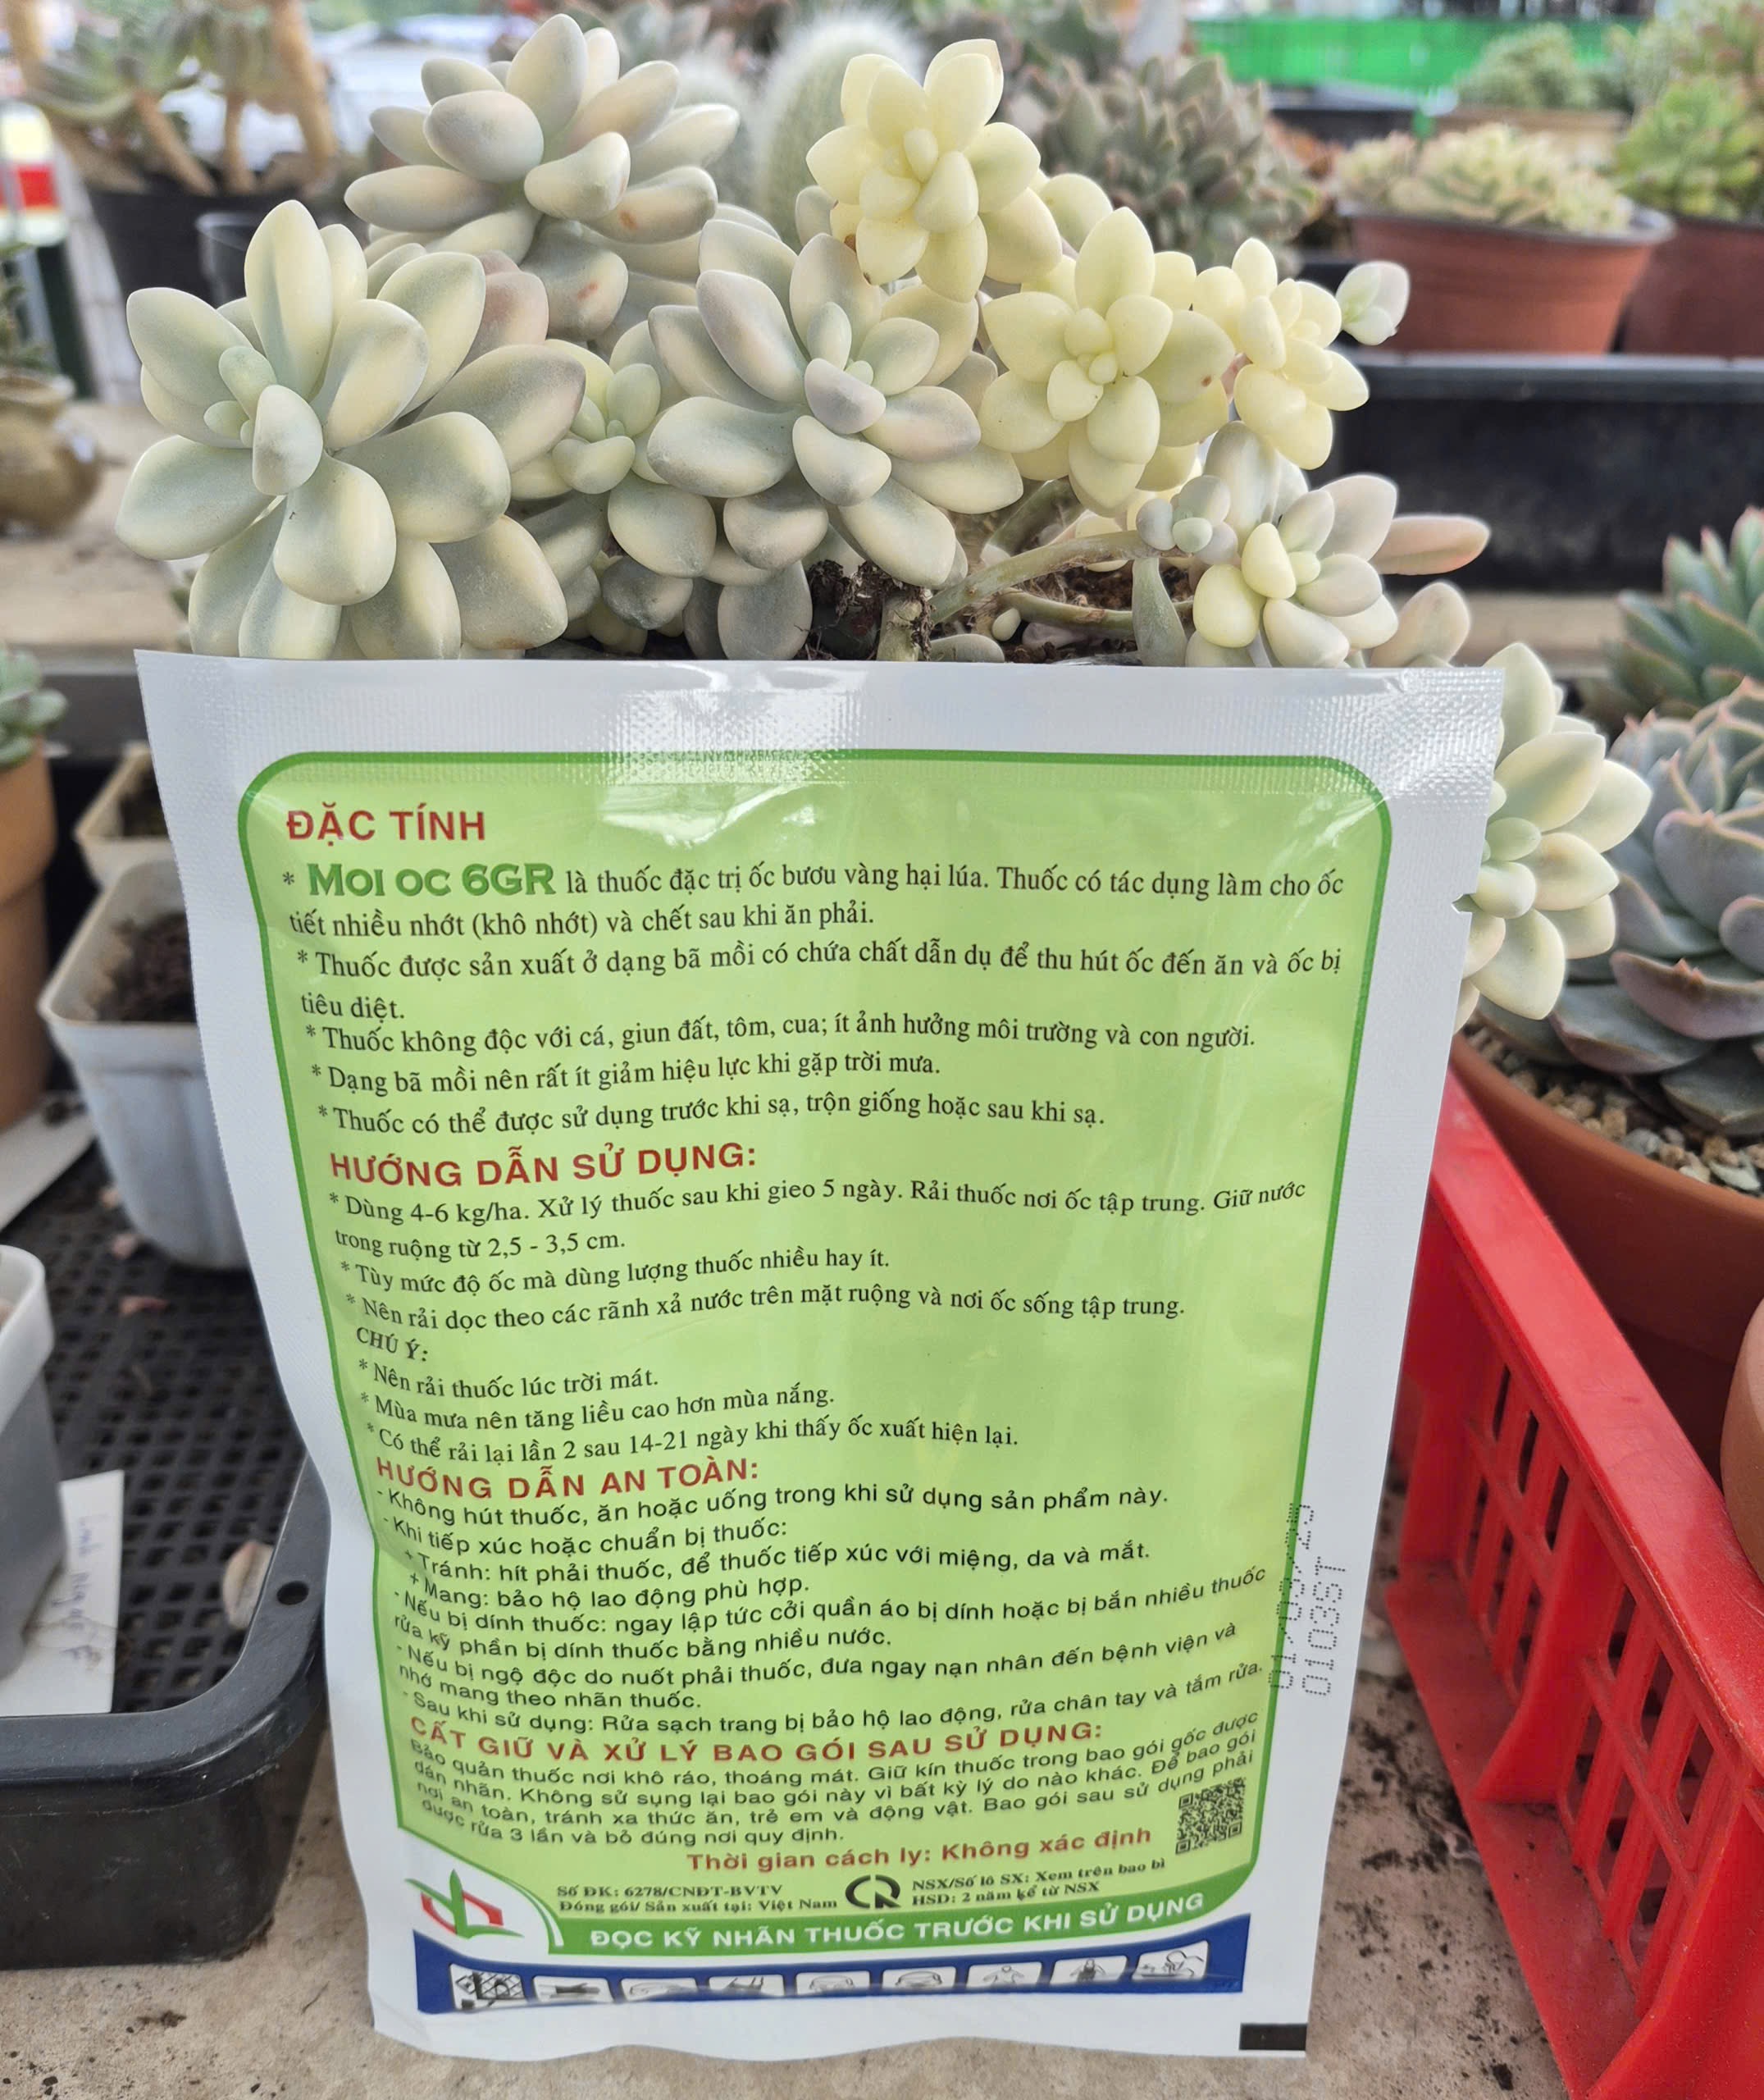 ĐẶC TÍNH
* MOI OC 6GR là thuốc đặc trị ốc bươu vàng hại lúa. Thuốc có tác dụng làm cho ốc
tiết nhiều nhớt (khô nhớt) và chết sau khi ăn phải.
* Thuốc được sản xuất ở dạng bã mồi có chứa chất dẫn dụ để thu hút ốc đến ăn và ốc bị
tiêu diệt.
* Thuốc không độc với cá, giun đất, tôm, cua; ít ảnh hưởng môi trường và con người.
* Dạng bã mồi nên rất ít giảm hiệu lực khi gặp trời mưa.
* Thuốc có thể được sử dụng trước khi sạ, trộn giống hoặc sau khi sạ.
HƯỚNG DẪN SỬ DỤNG:
* Dùng 4-6 kg/ha. Xử lý thuốc sau khi gieo 5 ngày. Rải thuốc nơi ốc tập trung. Giữ nước
trong ruộng từ 2,5 - 3,5 cm.
* Tùy mức độ ốc mà dùng lượng thuốc nhiều hay ít.
* Nên rải dọc theo các rãnh xả nước trên mặt ruộng và nơi ốc sống tập trung.
CHÚ Ý:
* Nên rải thuốc lúc trời mát.
* Mùa mưa nên tăng liều cao hơn mùa nắng.
* Có thể rải lại lần 2 sau 14-21 ngày khi thấy ốc xuất hiện lại.
HƯỚNG DẪN AN TOÀN:
- Không hút thuốc, ăn hoặc uống trong khi sử dụng sản phẩm này.
- Khi tiếp xúc hoặc chuẩn bị thuốc:
+ Tránh: hít phải thuốc, để thuốc tiếp xúc với miệng, da và mắt.
+ Mang: bảo hộ lao động phù hợp.
- Nếu bị dính thuốc: ngay lập tức cởi quần áo bị dính hoặc bị bắn nhiều thuốc
rửa kỹ phần bị dính thuốc bằng nhiều nước.
- Nếu bị ngộ độc do nuốt phải thuốc, đưa ngay nạn nhân đến bệnh viện và
nhớ mang theo nhãn thuốc.
- Sau khi sử dụng: Rửa sạch trang bị bảo hộ lao động, rửa chân tay và tắm rửa.
CẤT GIỮ VÀ XỬ LÝ BAO GÓI SAU SỬ DỤNG:
Bảo quản thuốc nơi khô ráo, thoáng mát. Giữ kín thuốc trong bao gói gốc được
dán nhãn. Không sử sụng lại bao gói này vì bất kỳ lý do nào khác. Để bao gói
nơi an toàn, tránh xa thức ăn, trẻ em và động vật. Bao gói sau sử dụng phải
được rửa 3 lần và bỏ đúng nơi quy định.
Thời gian cách ly: Không xác định
Số ĐK: 6278/CNĐT-BVTV
Đóng gói/ Sản xuất tại: Việt Nam
CR
NSX/Số lô SX: Xem trên bao bì
HSD: 2 năm kể từ NSX
ĐỌC KỸ NHÃN THUỐC TRƯỚC KHI SỬ DỤNG
0103ST